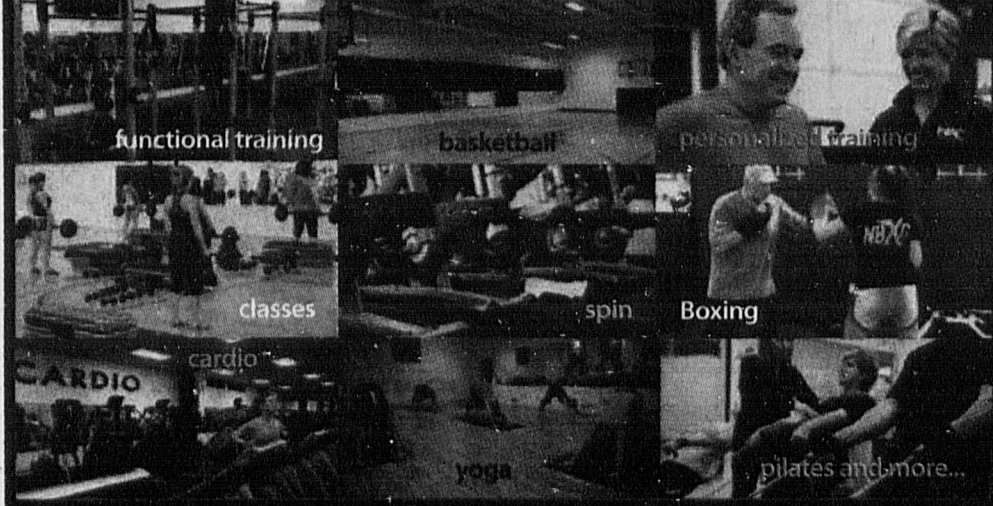 functional training
basketball
personalized training
classes
spin
Boxing
NBXC
cardio
CARDIO
yoga
pilates and more...